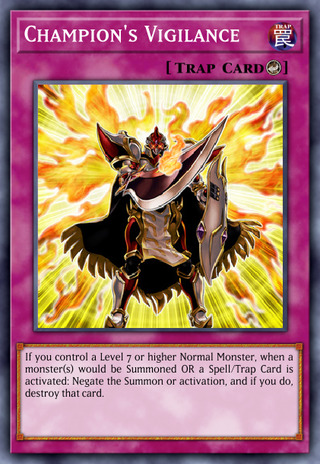 Champion's Vigilance
TRAP
罠
[ Trap Card ]
If you control a Level 7 or higher Normal Monster, when a
monster(s) would be Summoned OR a Spell/Trap Card is
activated: Negate the Summon or activation, and if you do,
destroy that card.